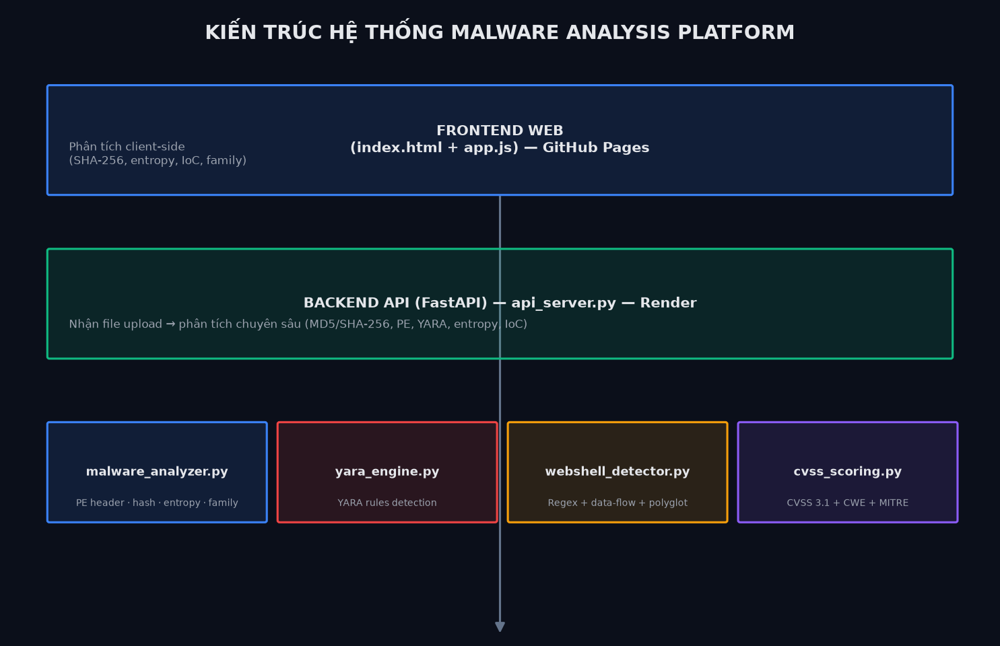 KIẾN TRÚC HỆ THỐNG MALWARE ANALYSIS PLATFORM
FRONTEND WEB
(index.html + app.js) — GitHub Pages
Phân tích client-side
(SHA-256, entropy, IoC, family)
BACKEND API (FastAPI) — api_server.py — Render
Nhận file upload → phân tích chuyên sâu (MD5/SHA-256, PE, YARA, entropy, IoC)
malware_analyzer.py
PE header · hash · entropy · family
yara_engine.py
YARA rules detection
webshell_detector.py
Regex + data-flow + polyglot
cvss_scoring.py
CVSS 3.1 + CWE + MITRE